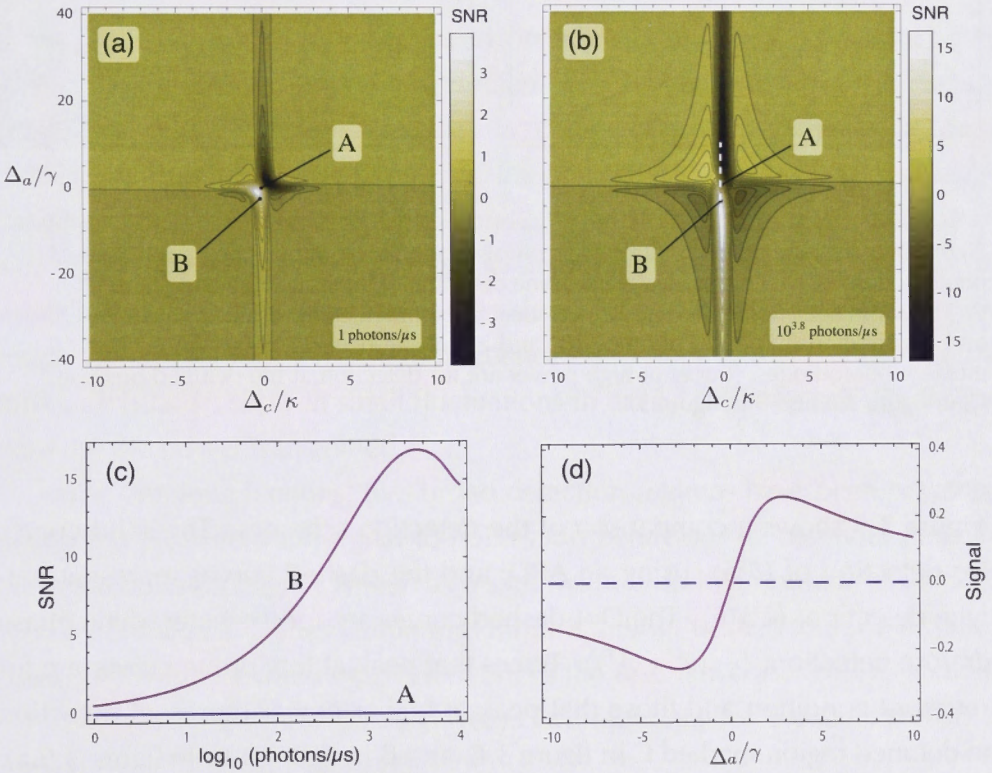 SNR
(a)
40
20
0
-20
-40
Δa/γ
A
B
1 photons/μs
-10
-5
0
5
10
Δc/κ
3
2
1
0
- 1
- 2
- 3
SNR
(b)
A
B
10^3.8 photons/μs
-10
-5
0
5
10
Δc/κ
15
10
5
0
- 5
- 10
- 15
(c)
SNR
15
10
5
0
B
A
0
1
2
3
4
log10 (photons/μs)
(d)
0.4
0.2
0.0
-0.2
-0.4
Signal
-10
-5
0
5
10
Δa/γ